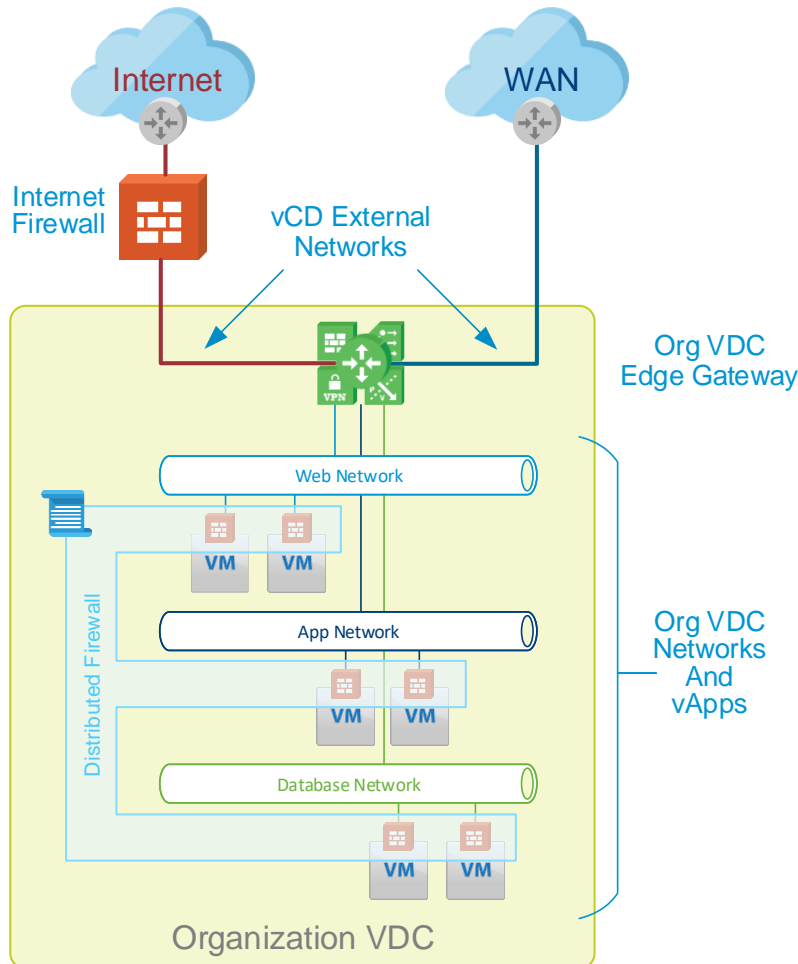 Internet
WAN
Internet
Firewall
vCD External
Networks
Org VDC
Edge Gateway
VPN
Web Network
VM
VM
Distributed Firewall
App Network
VM
VM
Org VDC
Networks
And
vApps
Database Network
VM
VM
Organization VDC